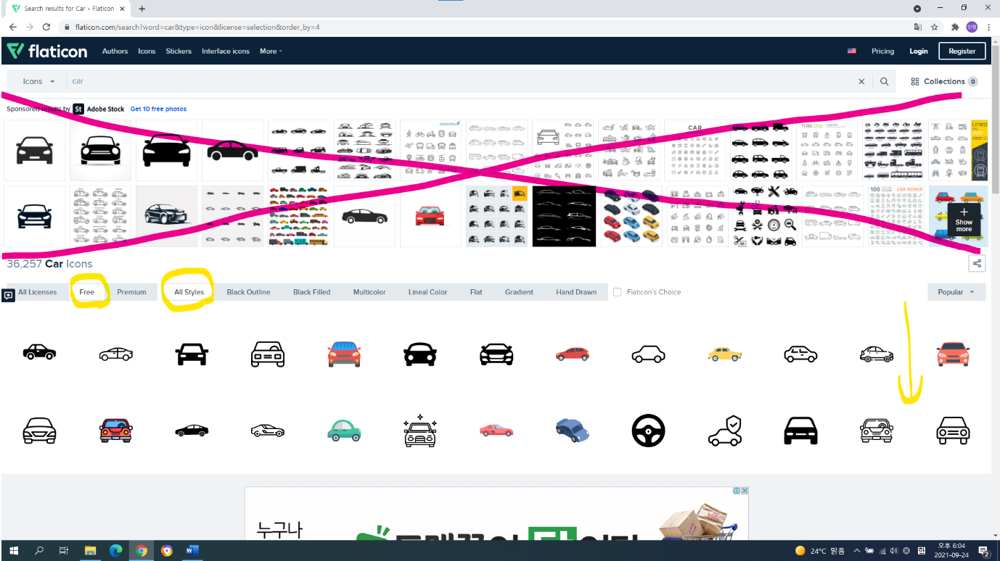 Search results for Car - Flaticon
flaticon.com/search?word=car&type=icon&license=selection&order_by=4
인형
flaticon Authors Icons Stickers Interface icons More Pricing Login Register
Icons car Collections 0
Sponsored results by St Adobe Stock Get 10 free photos
CAR
THIN LINE
100 CAR REPAIR
Show
more
36,257 Car Icons
All Licenses Free Premium All Styles Black Outline Black Filled Multicolor Lineal Color Flat Gradient Hand Drawn Flaticon's Choice Popular
누구나
24°C 맑음
오후 6:04
2021-09-24
2